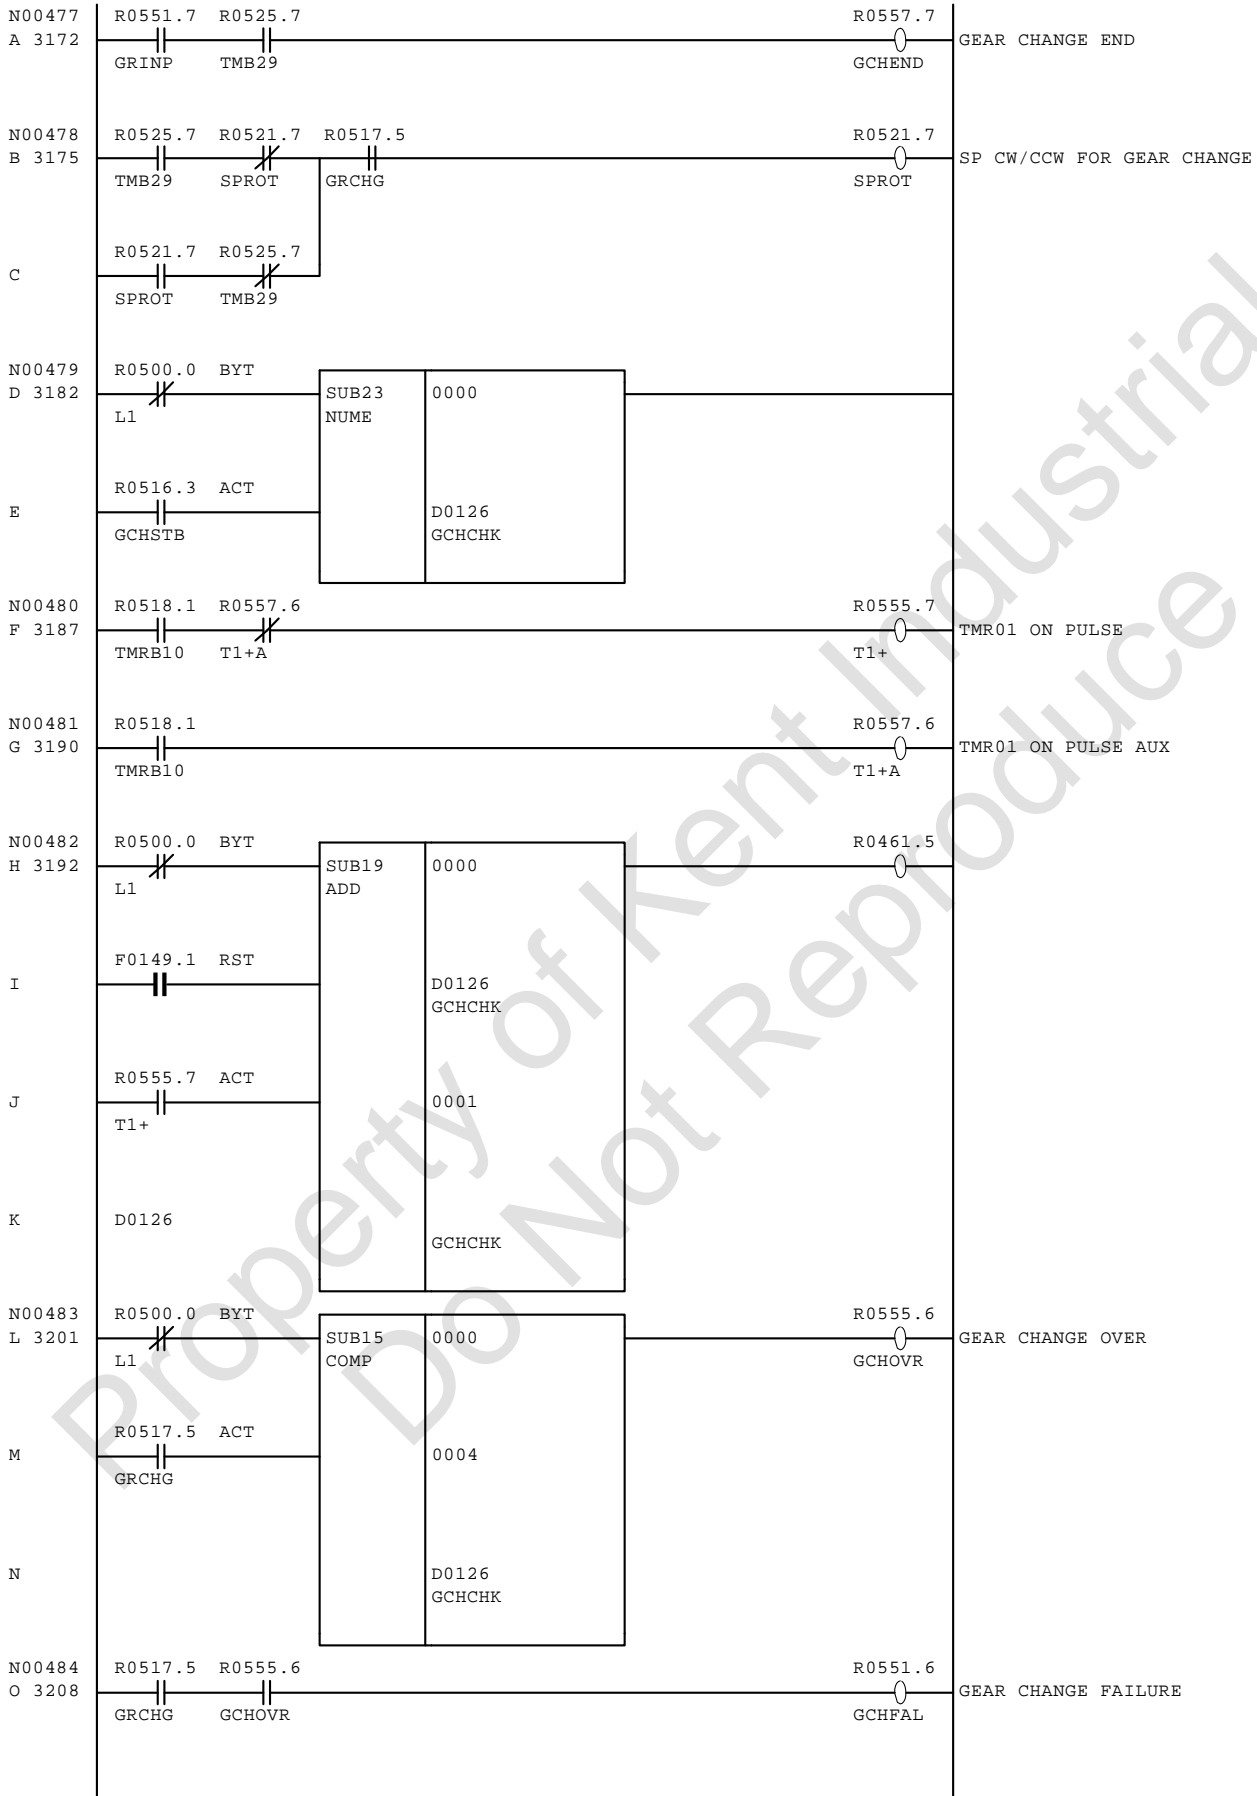 N00477 R0551.7 R0525.7 R0557.7
A 3172 GEAR CHANGE END
GRINP TMB29 GCHEND
N00478 R0525.7 R0521.7 R0517.5 R0521.7
B 3175 SP CW/CCW FOR GEAR CHANGE
TMB29 SPROT GRCHG SPROT
R0521.7 R0525.7
C
SPROT TMB29
N00479 R0500.0 BYT
D 3182 SUB23 0000
L1 NUME
R0516.3 ACT
E D0126
GCHSTB GCHCHK
N00480 R0518.1 R0557.6 R0555.7
F 3187 TMR01 ON PULSE
TMRB10 T1+A T1+
N00481 R0518.1 R0557.6
G 3190 TMR01 ON PULSE AUX
TMRB10 T1+A
N00482 R0500.0 BYT R0461.5
H 3192 SUB19 0000
L1 ADD
F0149.1 RST
I D0126
GCHCHK
R0555.7 ACT
J 0001
T1+
K D0126
GCHCHK
N00483 R0500.0 BYT R0555.6
L 3201 SUB15 0000 GEAR CHANGE OVER
L1 COMP GCHOVR
R0517.5 ACT
M 0004
GRCHG
N D0126
GCHCHK
N00484 R0517.5 R0555.6 R0551.6
O 3208 GEAR CHANGE FAILURE
GRCHG GCHOVR GCHFAL
Property of Kent Industrial
Do Not Reproduce